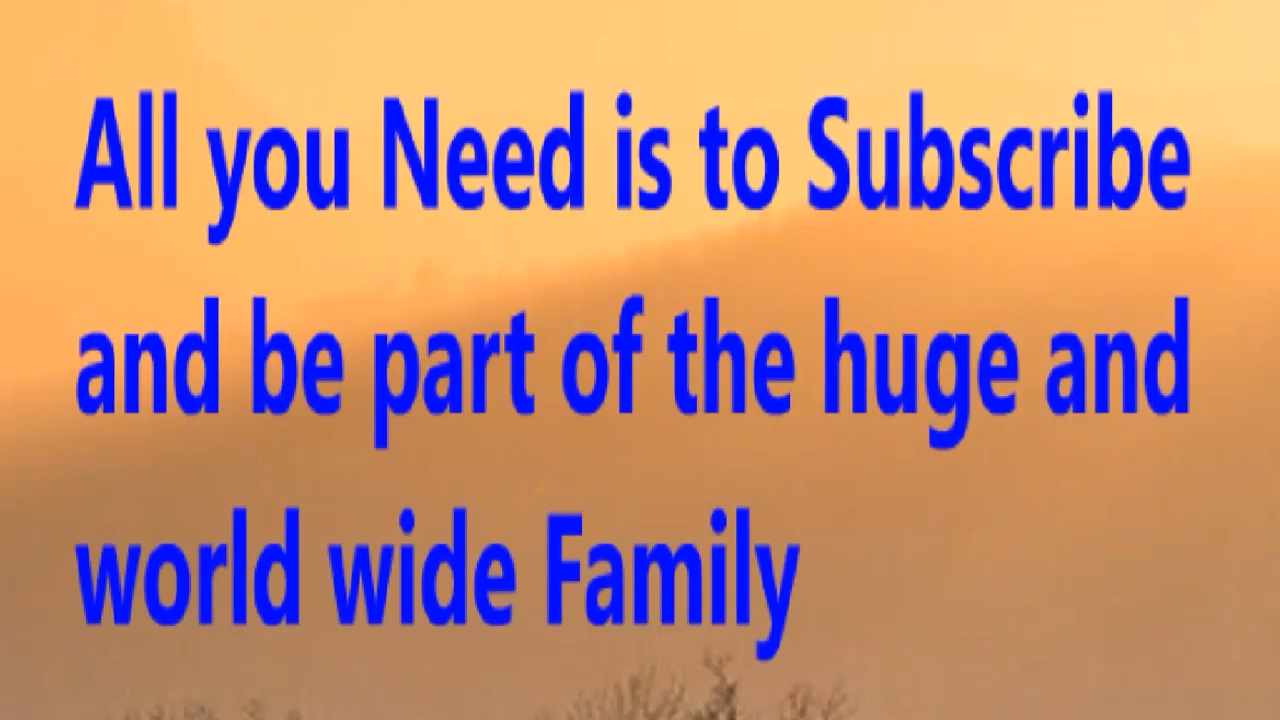 All you Need is to Subscribe
and be part of the huge and
world wide Family